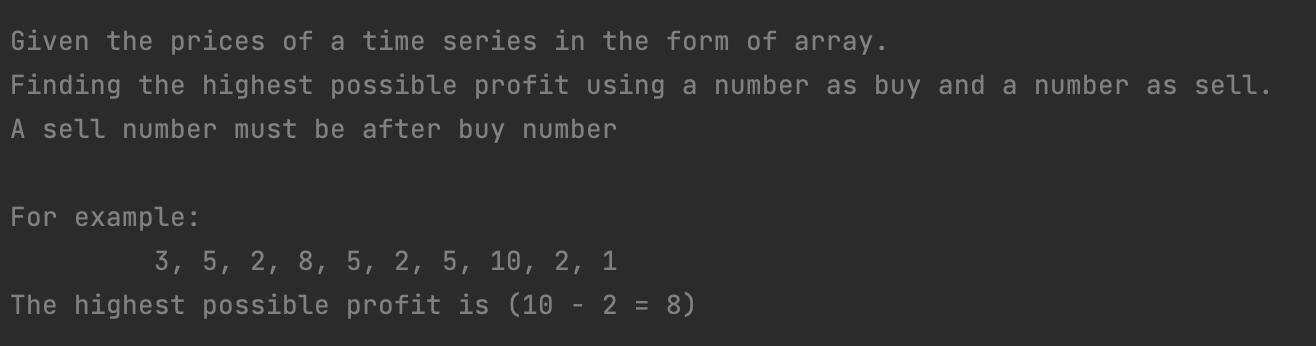 Given the prices of a time series in the form of array.
Finding the highest possible profit using a number as buy and a number as sell.
A sell number must be after buy number
For example:
3, 5, 2, 8, 5, 2, 5, 10, 2, 1
The highest possible profit is (10 - 2 = 8)